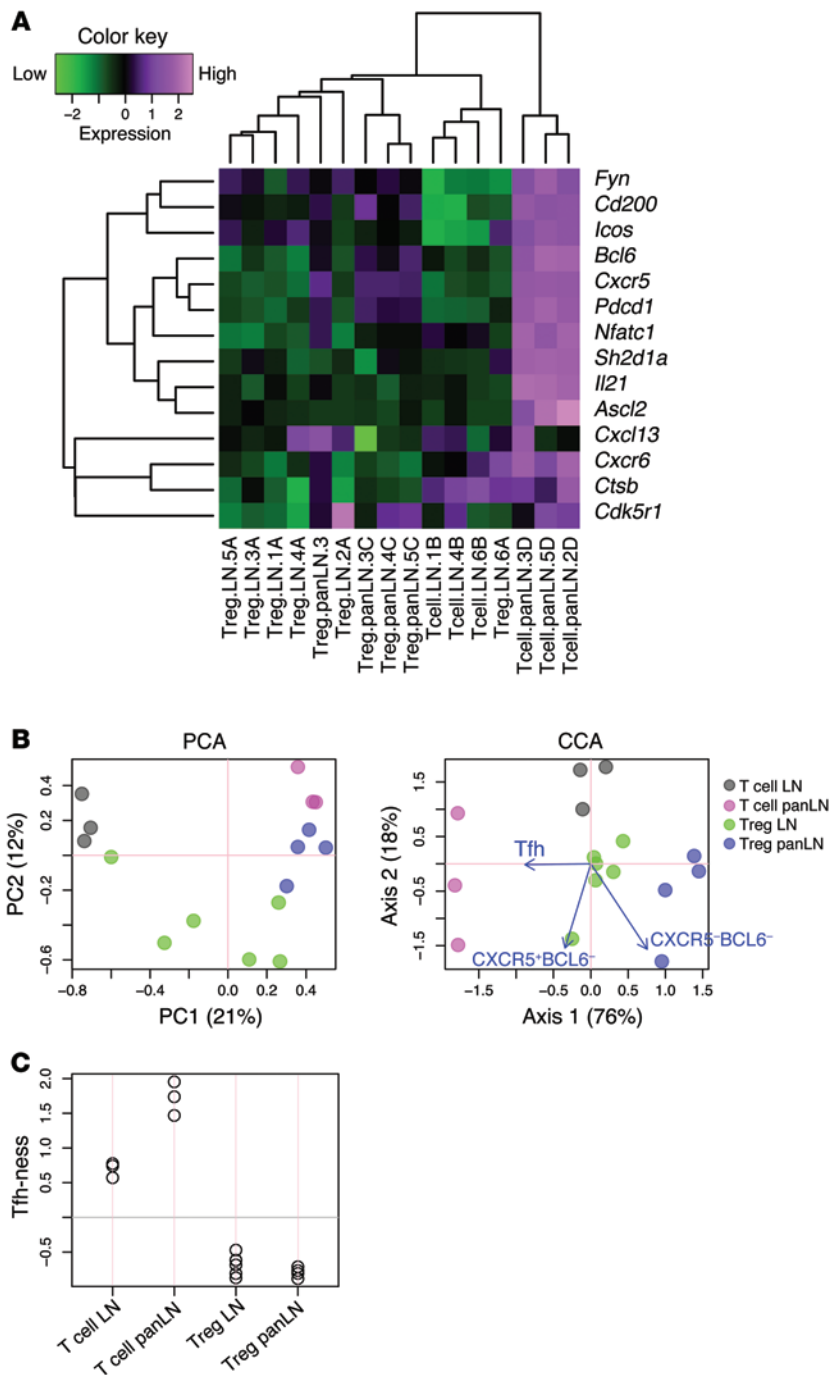 A
Color key
Low
High
−2 0 2
Expression
Fyn
Cd200
Icos
Bcl6
Cxcr5
Pdcd1
Nfatc1
Sh2d1a
Il21
Ascl2
Cxcl13
Cxcr6
Ctsb
Cdk5r1
Treg.LN.5A
Treg.LN.3A
Treg.LN.1A
Treg.LN.4A
Treg.panLN.3
Treg.LN.2A
Treg.panLN.3C
Treg.panLN.4C
Treg.panLN.5C
Tcell.LN.1B
Tcell.LN.4B
Tcell.LN.6B
Treg.LN.6A
Tcell.panLN.3D
Tcell.panLN.5D
Tcell.panLN.2D
B
PCA
PC2 (12%)
0.4
0.2
0.0
−0.2
−0.6
−0.8 −0.4 0.0 0.2 0.4
PC1 (21%)
CCA
Axis 2 (18%)
1.5
0.5
−0.5
−1.5
Tfh
CXCR5⁺BCL6⁻
CXCR5⁻BCL6⁻
−1.5 0.0 0.5 1.0 1.5
Axis 1 (76%)
T cell LN
T cell panLN
Treg LN
Treg panLN
C
Tfh-ness
2.0
1.5
1.0
0.5
−0.5
T cell LN
T cell panLN
Treg LN
Treg panLN